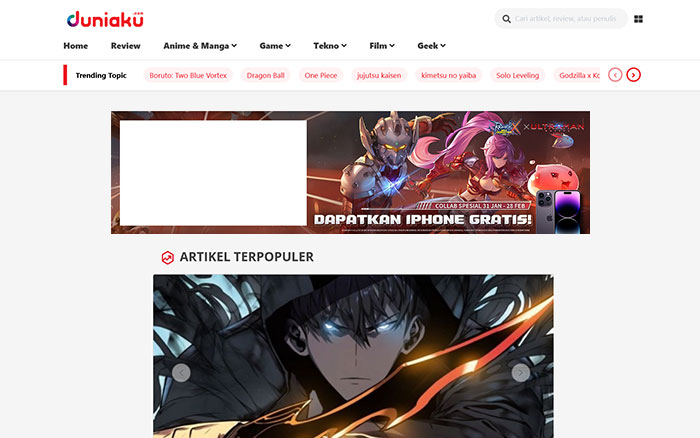 duniaku
.com
Cari artikel, review, atau penulis
Home Review Anime & Manga Game Tekno Film Geek
Trending Topic Boruto: Two Blue Vortex Dragon Ball One Piece jujutsu kaisen kimetsu no yaiba Solo Leveling Godzilla x Ko
X ULTRAMAN
COLLAB SPESIAL 31 JAN - 28 FEB
DAPATKAN IPHONE GRATIS!
ARTIKEL TERPOPULER